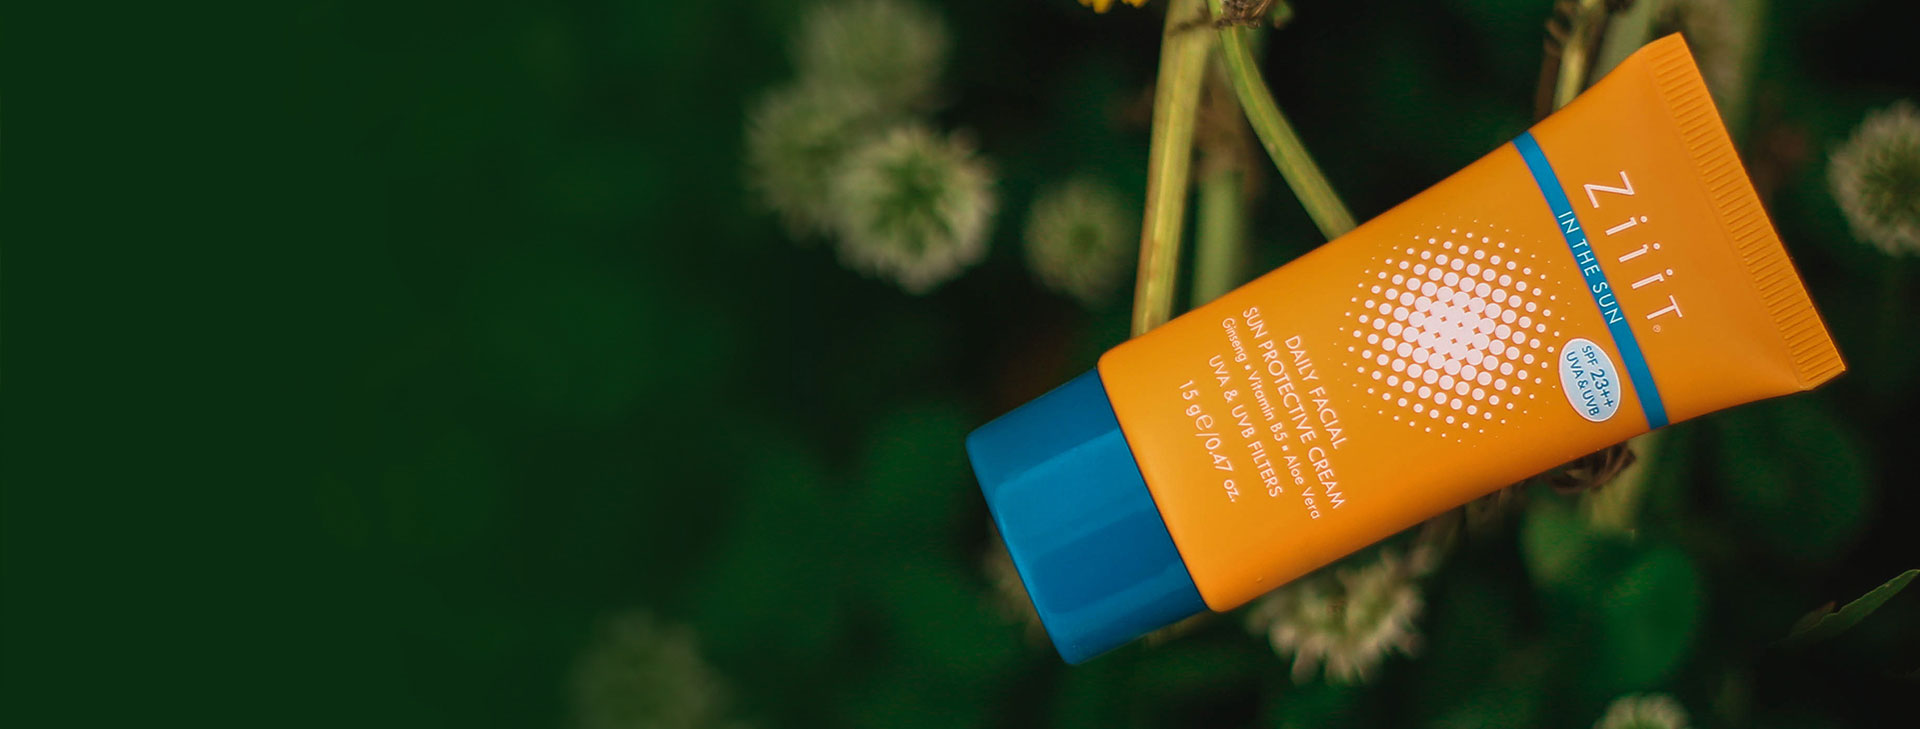 ZiiiT®
IN THE SUN
SPF 23++
UVA & UVB
DAILY FACIAL
SUN PROTECTIVE CREAM
Ginseng ▪ Vitamin B5 ▪ Aloe Vera
UVA & UVB FILTERS
15 g℮/0.47 oz.